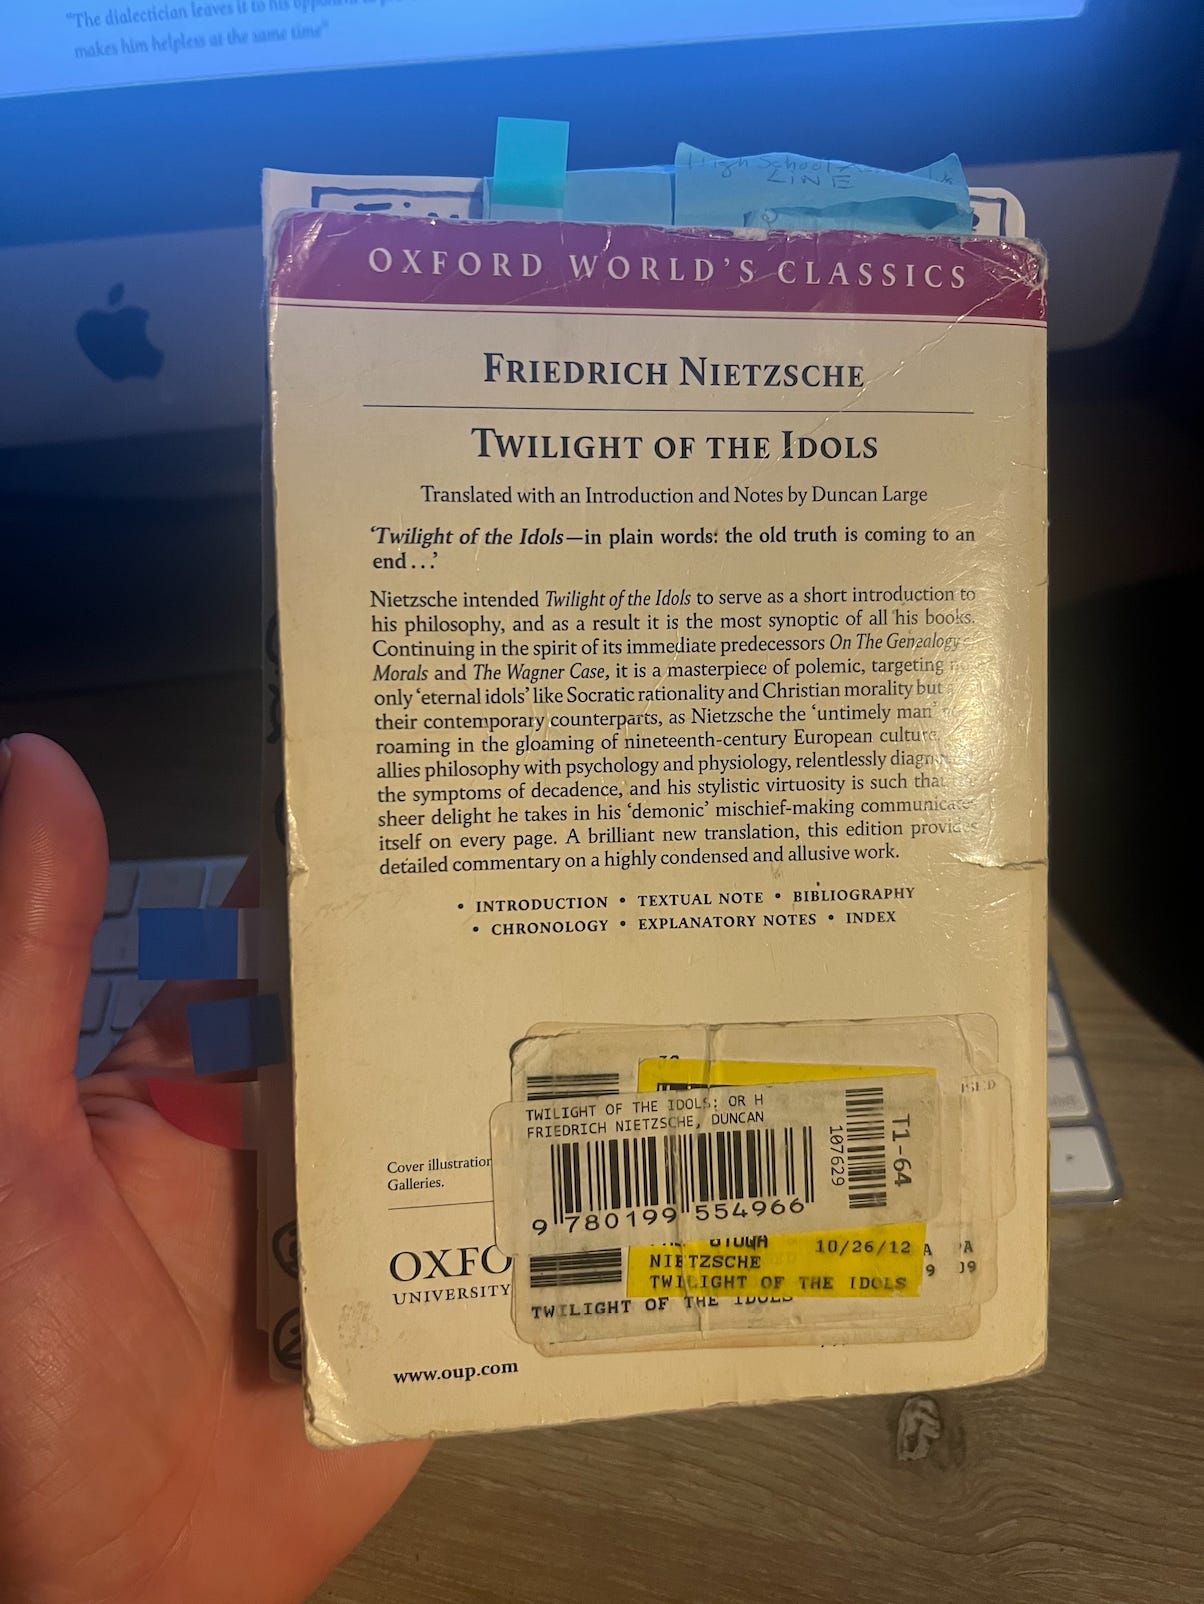 "The dialectician leaves it to his
makes him helpless at the same time"
High School
ZINE
OXFORD WORLD'S CLASSICS
FRIEDRICH NIETZSCHE
TWILIGHT OF THE IDOLS
Translated with an Introduction and Notes by Duncan Large
'Twilight of the Idols—in plain words: the old truth is coming to an
end...'
Nietzsche intended Twilight of the Idols to serve as a short introduction to
his philosophy, and as a result it is the most synoptic of all his books.
Continuing in the spirit of its immediate predecessors On The Genealogy
Morals and The Wagner Case, it is a masterpiece of polemic, targeting
only 'eternal idols' like Socratic rationality and Christian morality but
their contemporary counterparts, as Nietzsche the 'untimely man'
roaming in the gloaming of nineteenth-century European culture,
allies philosophy with psychology and physiology, relentlessly
the symptoms of decadence, and his stylistic virtuosity is such that
sheer delight he takes in his 'demonic' mischief-making communicates
itself on every page. A brilliant new translation, this edition provides
detailed commentary on a highly condensed and allusive work.
• INTRODUCTION • TEXTUAL NOTE • BIBLIOGRAPHY
• CHRONOLOGY • EXPLANATORY NOTES • INDEX
TWILIGHT OF THE IDOLS; OR H
FRIEDRICH NIETZSCHE, DUNCAN
107629
T1-64
9 780199 554966
Cover illustration
Galleries.
10/26/12
NIETZSCHE
TWILIGHT OF THE IDOLS
TWILIGHT OF THE IDOLS
OXFO
UNIVERSITY
www.oup.com